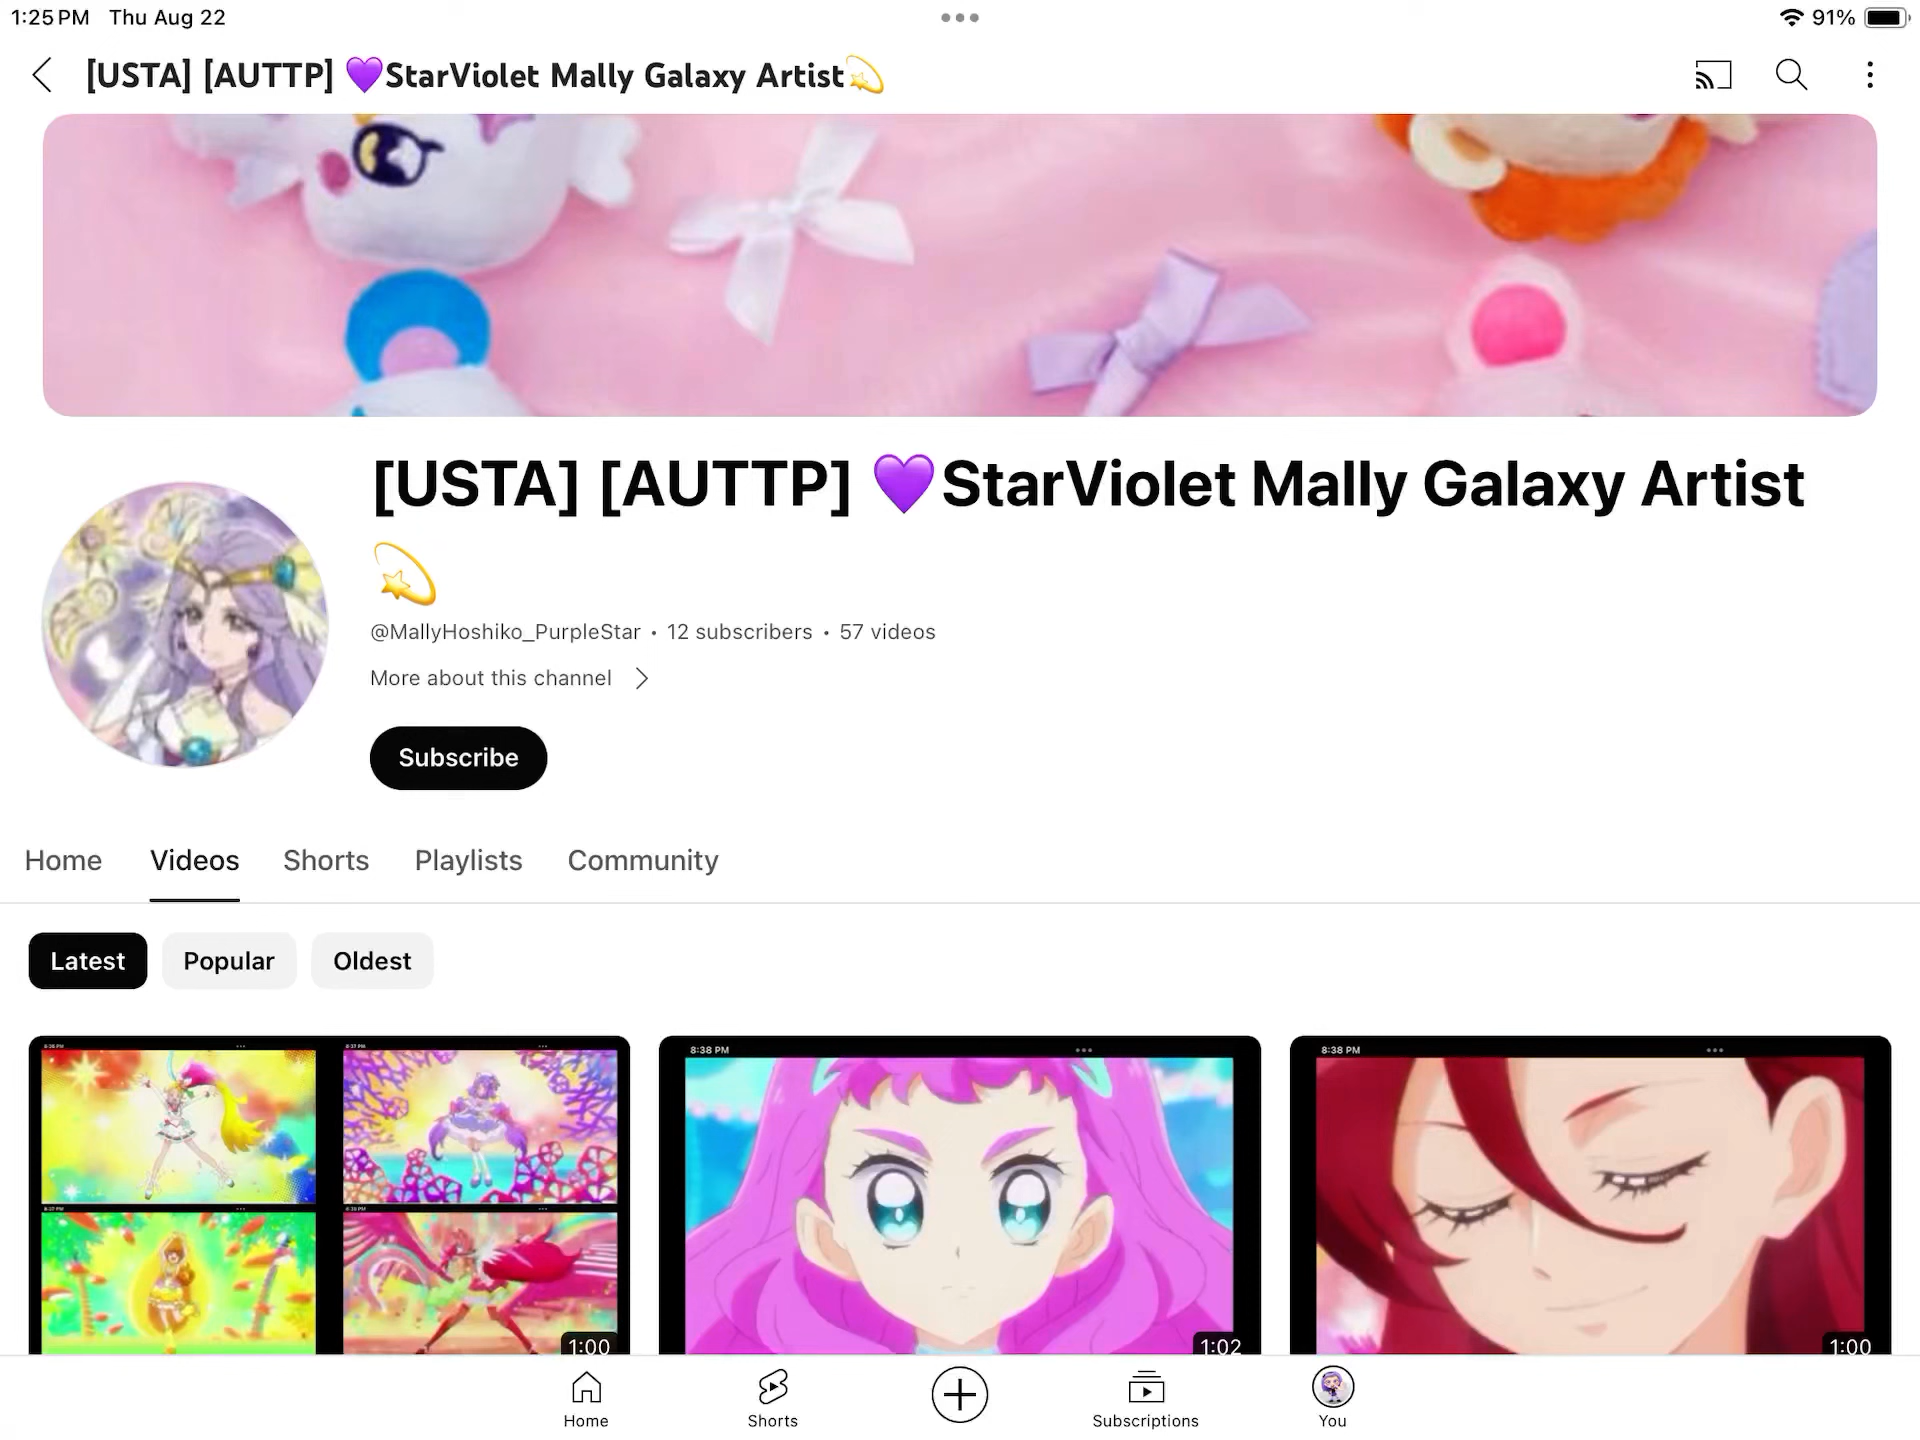 1:25 PM Thu Aug 22
91%
[USTA] [AUTTP] 💜StarViolet Mally Galaxy Artist💫
[USTA] [AUTTP] 💜StarViolet Mally Galaxy Artist
💫
@MallyHoshiko_PurpleStar • 12 subscribers • 57 videos
More about this channel
Subscribe
Home Videos Shorts Playlists Community
Latest Popular Oldest
8:38 PM
8:38 PM
1:00
1:02
1:00
Home Shorts Subscriptions You